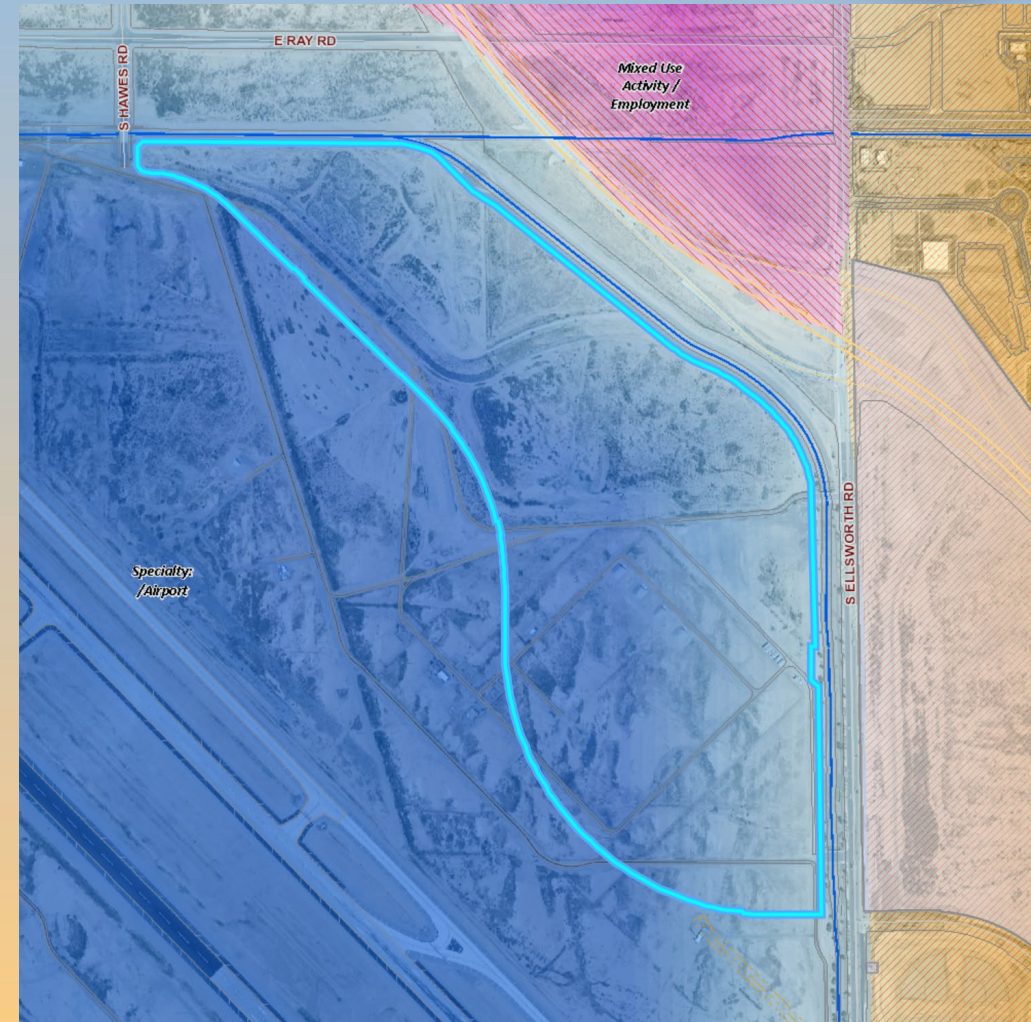 E RAY RD
S HAWES RD
Mixed Use
Activity /
Employment
S ELLSWORTH RD
Specialty:
/Airport